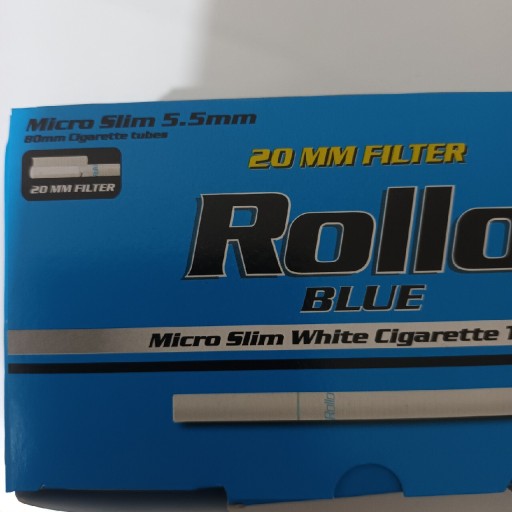 Micro Slim 5.5mm
80mm Cigarette tubes
20 MM FILTER
20 MM FILTER
Rollo
BLUE
Micro Slim White Cigarette T
Rollo